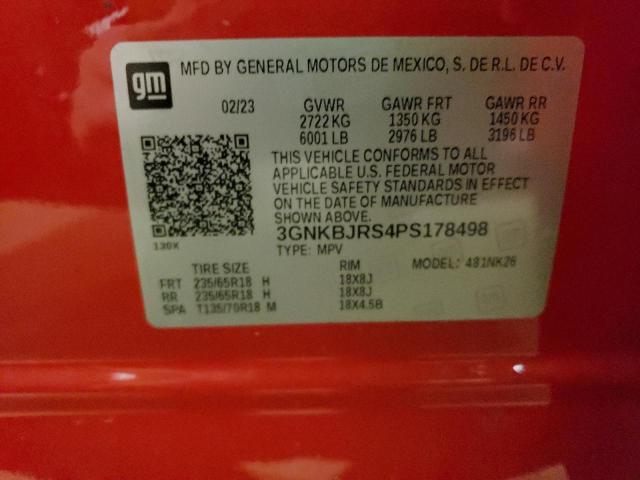 gm
MFD BY GENERAL MOTORS DE MEXICO, S. DE R.L. DE C.V.
02/23 GVWR GAWR FRT GAWR RR
2722 KG 1350 KG 1450 KG
6001 LB 2976 LB 3196 LB
THIS VEHICLE CONFORMS TO ALL
APPLICABLE U.S. FEDERAL MOTOR
VEHICLE SAFETY STANDARDS IN EFFECT
ON THE DATE OF MANUFACTURE
SHOWN ABOVE.
3GNKBJRS4PS178498
130X
TYPE: MPV
TIRE SIZE RIM MODEL: 481NK26
FRT 235/65R18 H 18X8J
RR 235/65R18 H 18X8J
SPA T135/70R18 M 18X4.5B